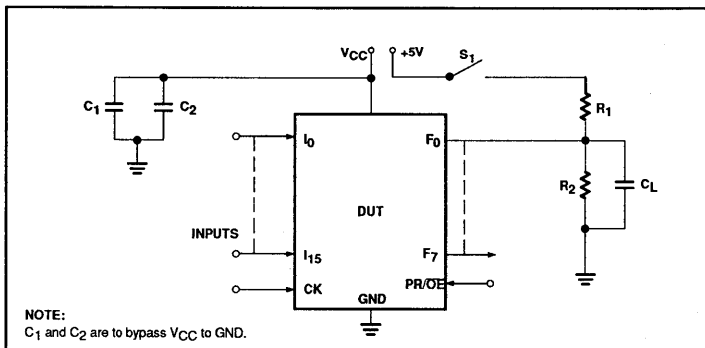 VCC +5V S1
C1 C2 R1
I0 F0
R2 CL
DUT
INPUTS
I15 F7
CK PR/OE
GND
NOTE:
C1 and C2 are to bypass VCC to GND.